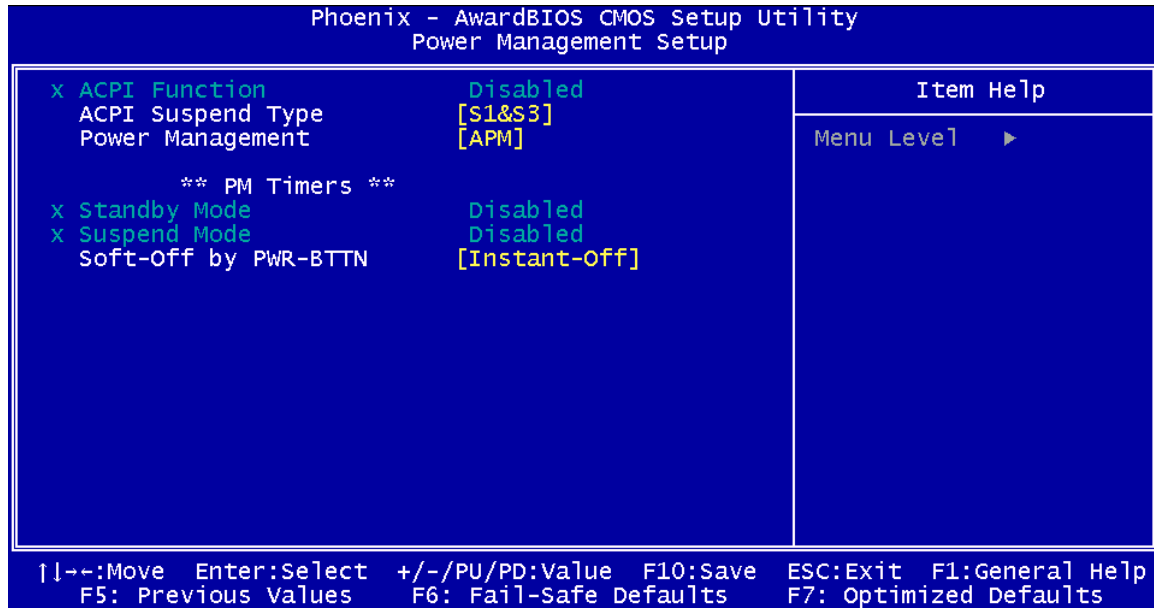 Phoenix - AwardBIOS CMOS Setup Utility
Power Management Setup
x ACPI Function Disabled
ACPI Suspend Type [S1&S3]
Power Management [APM]
** PM Timers **
x Standby Mode Disabled
x Suspend Mode Disabled
Soft-Off by PWR-BTTN [Instant-Off]
Item Help
Menu Level ▶
↑↓→←:Move Enter:Select +/-/PU/PD:Value F10:Save ESC:Exit F1:General Help
F5: Previous Values F6: Fail-Safe Defaults F7: Optimized Defaults